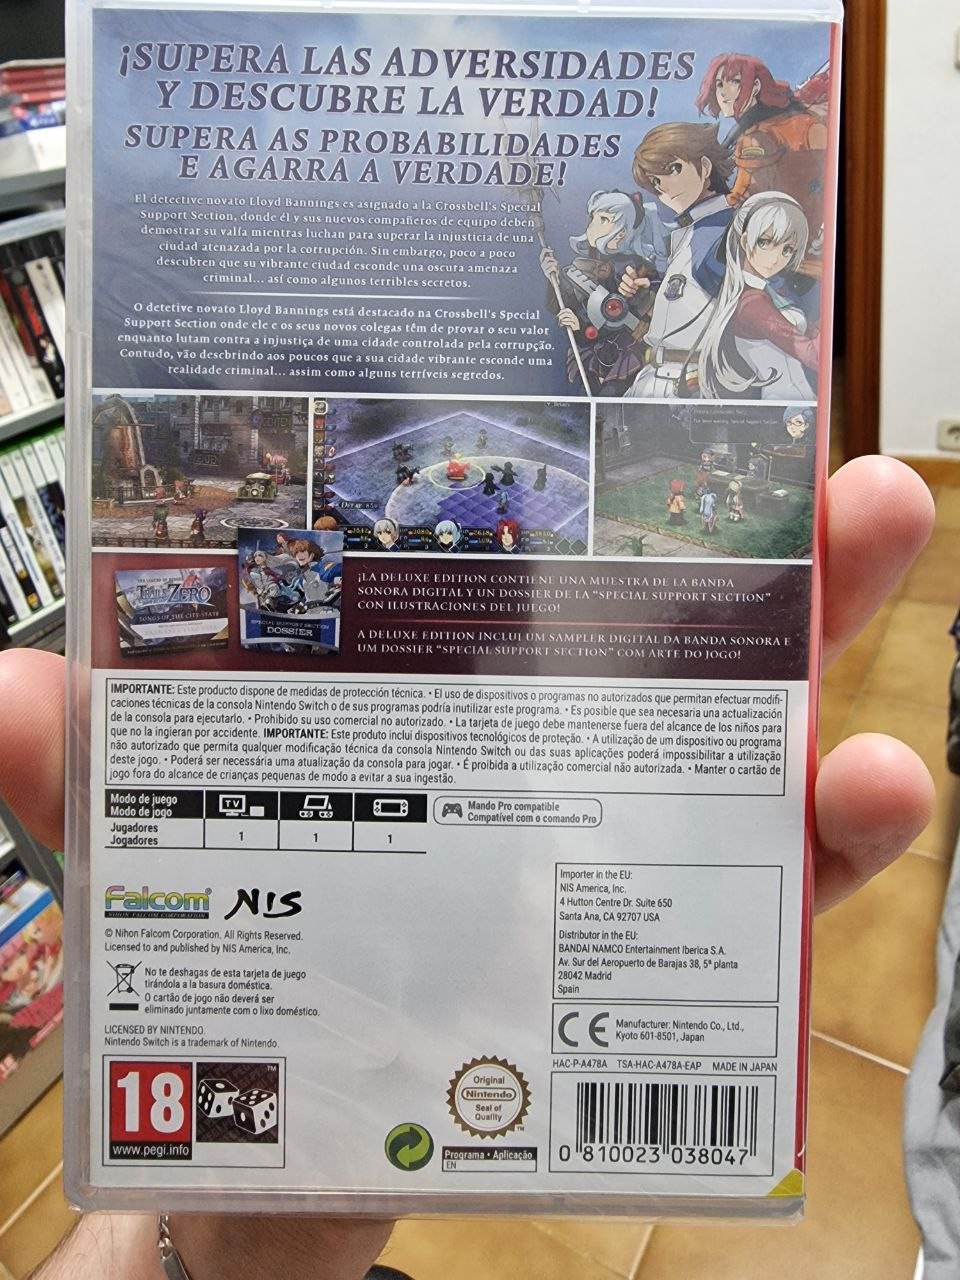 ¡SUPERA LAS ADVERSIDADES
Y DESCUBRE LA VERDAD!
SUPERA AS PROBABILIDADES
E AGARRA A VERDADE!
El detective novato Lloyd Bannings es asignado a la Crossbell's Special
Support Section, donde él y sus nuevos compañeros de equipo deben
demostrar su valía mientras luchan para superar la injusticia de una
ciudad atenazada por la corrupción. Sin embargo, poco a poco
descubren que su vibrante ciudad esconde una oscura amenaza
criminal... así como algunos terribles secretos.
O detetive novato Lloyd Bannings está destacado na Crossbell's Special
Support Section onde ele e os seus novos colegas têm de provar o seu valor
enquanto lutam contra a injustiça de uma cidade controlada pela corrupção.
Contudo, vão descbrindo aos poucos que a sua cidade vibrante esconde uma
realidade criminal... assim como alguns terríveis segredos.
TRAILS ZERO
SONGS OF THE CITY-STATE
SPECIAL SUPPORT SECTION
DOSSIER
¡LA DELUXE EDITION CONTIENE UNA MUESTRA DE LA BANDA
SONORA DIGITAL Y UN DOSSIER DE LA "SPECIAL SUPPORT SECTION"
CON ILUSTRACIONES DEL JUEGO!
A DELUXE EDITION INCLUI UM SAMPLER DIGITAL DA BANDA SONORA E
UM DOSSIER "SPECIAL SUPPORT SECTION" COM ARTE DO JOGO!
IMPORTANTE: Este producto dispone de medidas de protección técnica. • El uso de dispositivos o programas no autorizados que permitan efectuar modifi-
caciones técnicas de la consola Nintendo Switch o de sus programas podría inutilizar este programa. • Es posible que sea necesaria una actualización
de la consola para ejecutarlo. • Prohibido su uso comercial no autorizado. • La tarjeta de juego debe mantenerse fuera del alcance de los niños para
que no la ingieran por accidente. IMPORTANTE: Este produto inclui dispositivos tecnológicos de proteção. • A utilização de um dispositivo ou programa
não autorizado que permita qualquer modificação técnica da consola Nintendo Switch ou das suas aplicações poderá impossibilitar a utilização
deste jogo. • Poderá ser necessária uma atualização da consola para jogar. • É proibida a utilização comercial não autorizada. • Manter o cartão de
jogo fora do alcance de crianças pequenas de modo a evitar a sua ingestão.
Modo de juego
Modo de jogo
TV
Jugadores
Jogadores
1 1 1
Mando Pro compatible
Compatível com o comando Pro
Falcom
NIHON FALCOM CORPORATION
NIS
© Nihon Falcom Corporation. All Rights Reserved.
Licensed to and published by NIS America, Inc.
No te deshagas de esta tarjeta de juego
tirándola a la basura doméstica.
O cartão de jogo não deverá ser
eliminado juntamente com o lixo doméstico.
LICENSED BY NINTENDO.
Nintendo Switch is a trademark of Nintendo.
18
www.pegi.info
TM
Original
Nintendo
Seal of
Quality
TM
Programa • Aplicação
EN
Importer in the EU:
NIS America, Inc.
4 Hutton Centre Dr. Suite 650
Santa Ana, CA 92707 USA
Distributor in the EU:
BANDAI NAMCO Entertainment Iberica S.A.
Av. Sur del Aeropuerto de Barajas 38, 5ª planta
28042 Madrid
Spain
CE
Manufacturer: Nintendo Co., Ltd.,
Kyoto 601-8501, Japan
HAC-P-A478A TSA-HAC-A478A-EAP MADE IN JAPAN
0 810023 038047